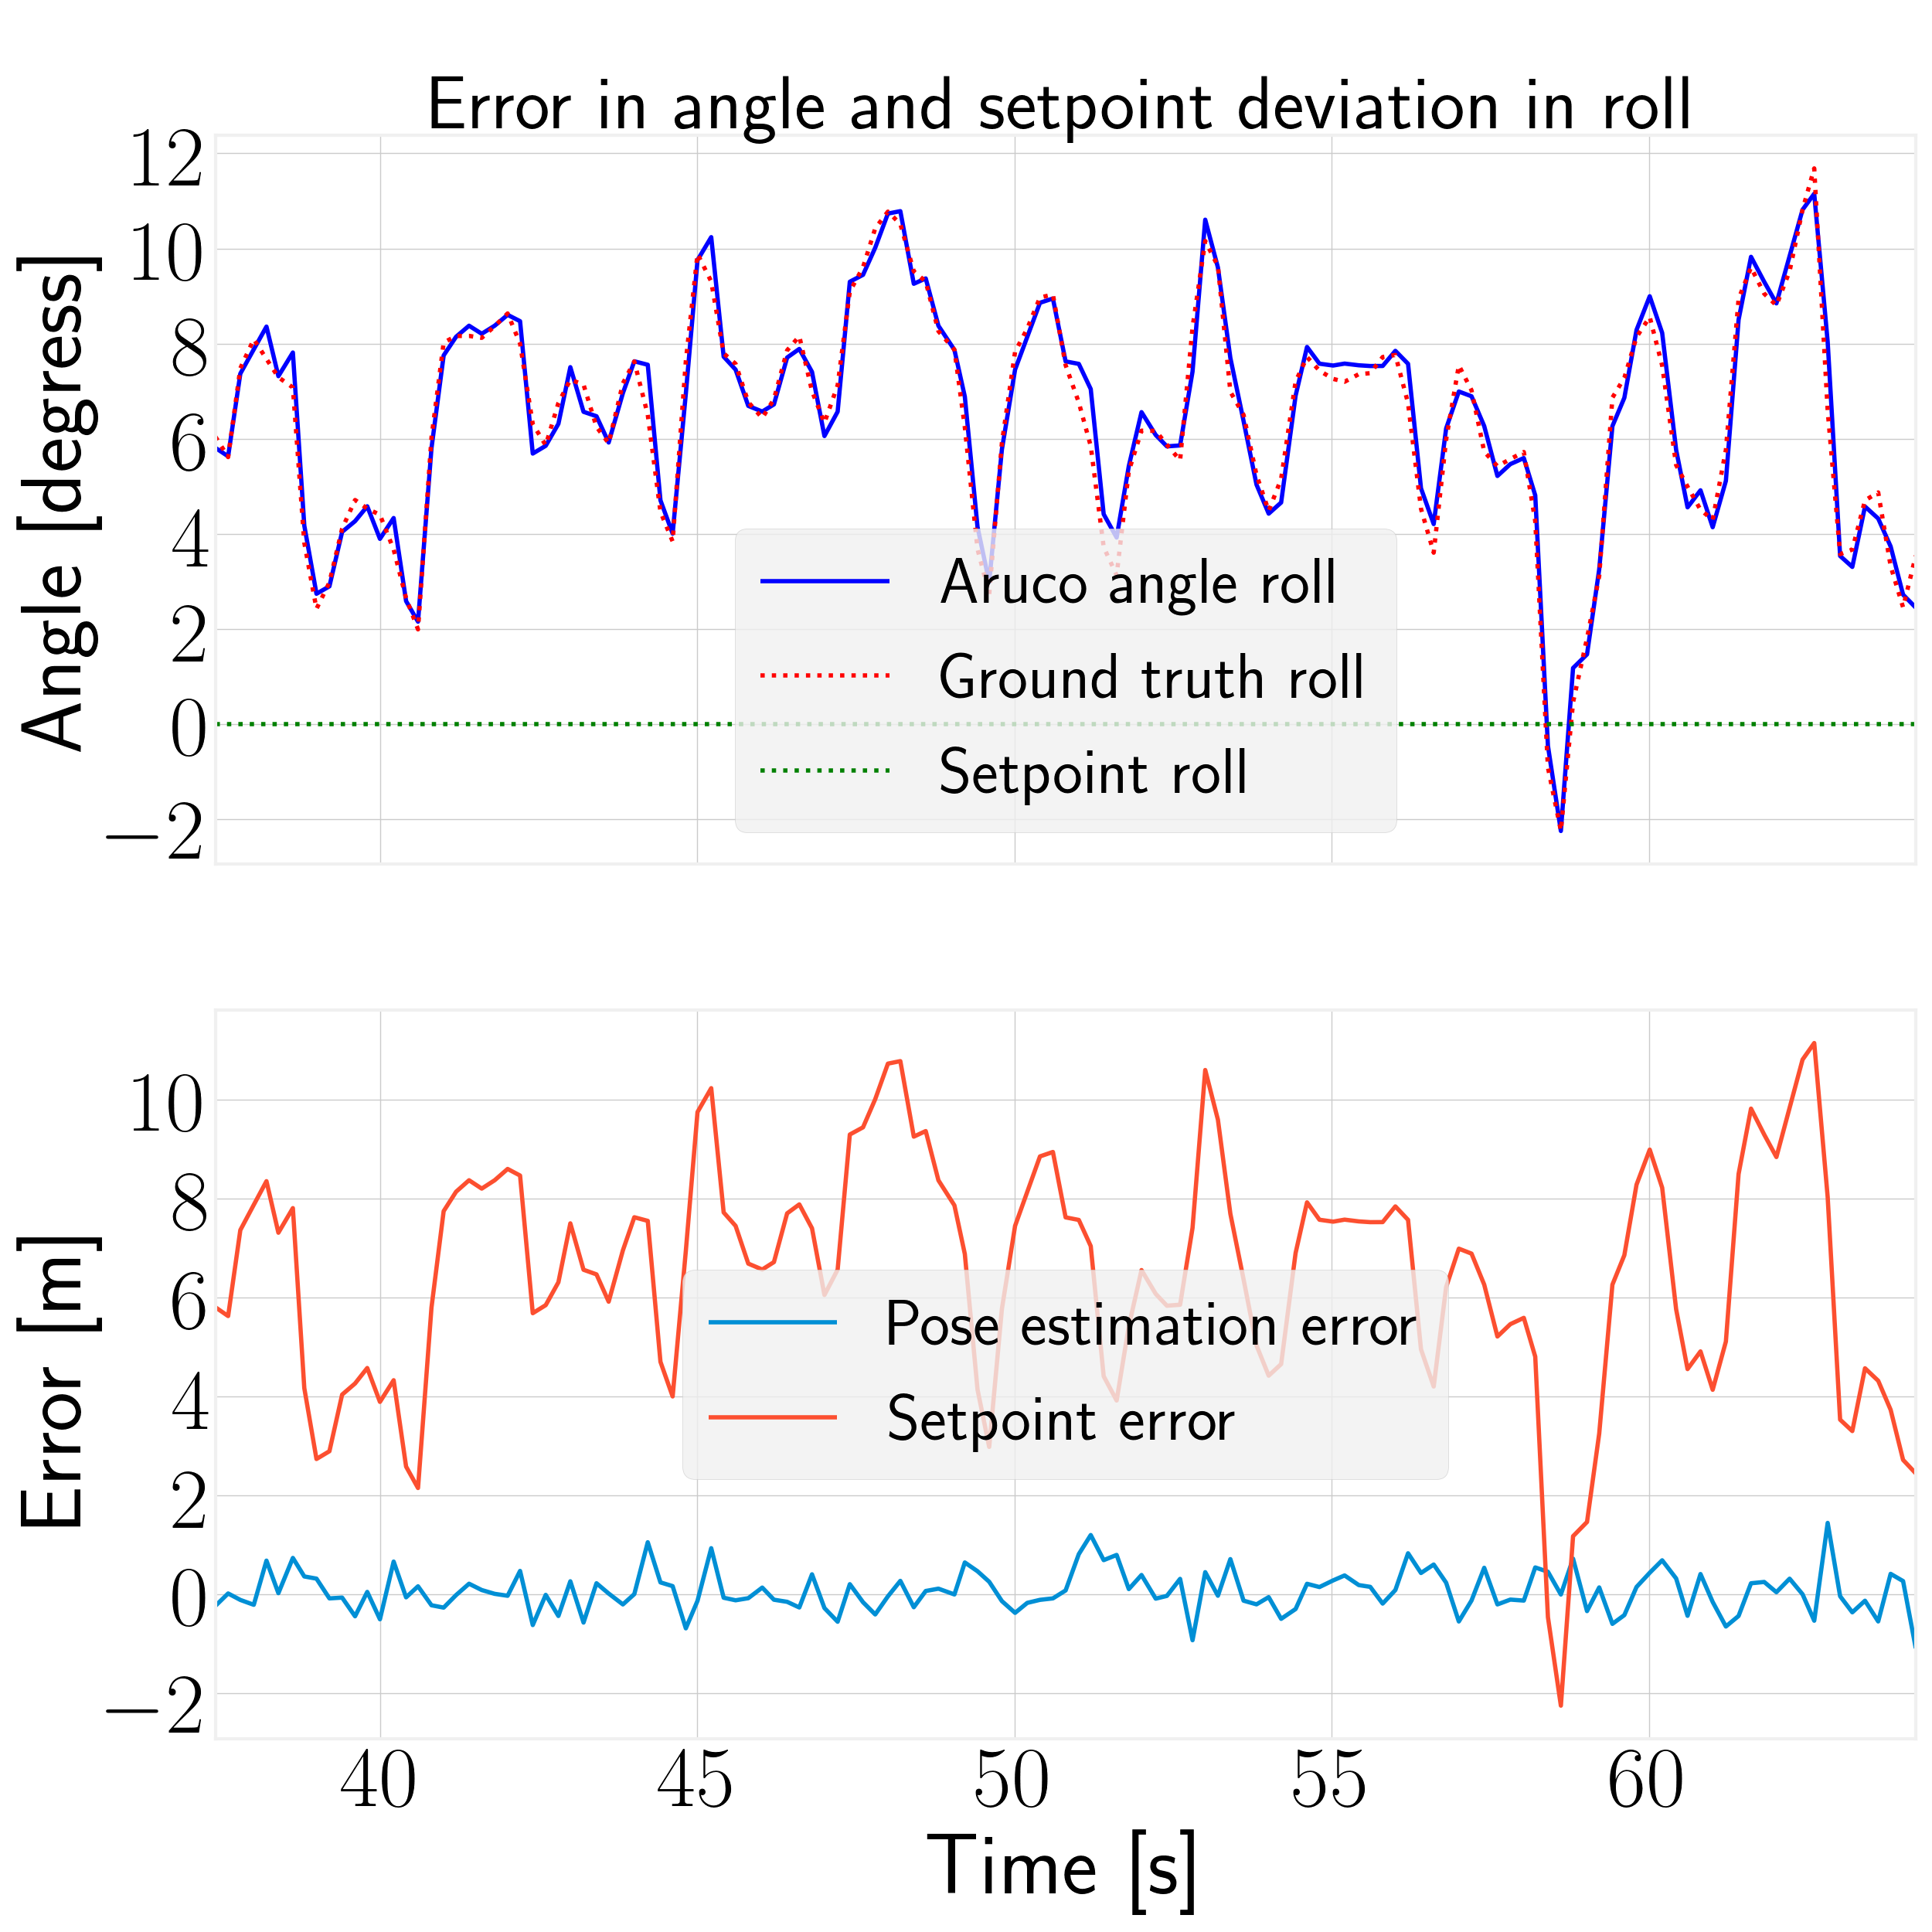 Error in angle and setpoint deviation in roll
Angle [degress]
12
10
8
6
4
2
0
−2
Aruco angle roll
Ground truth roll
Setpoint roll
Error [m]
10
8
6
4
2
0
−2
Pose estimation error
Setpoint error
40 45 50 55 60
Time [s]